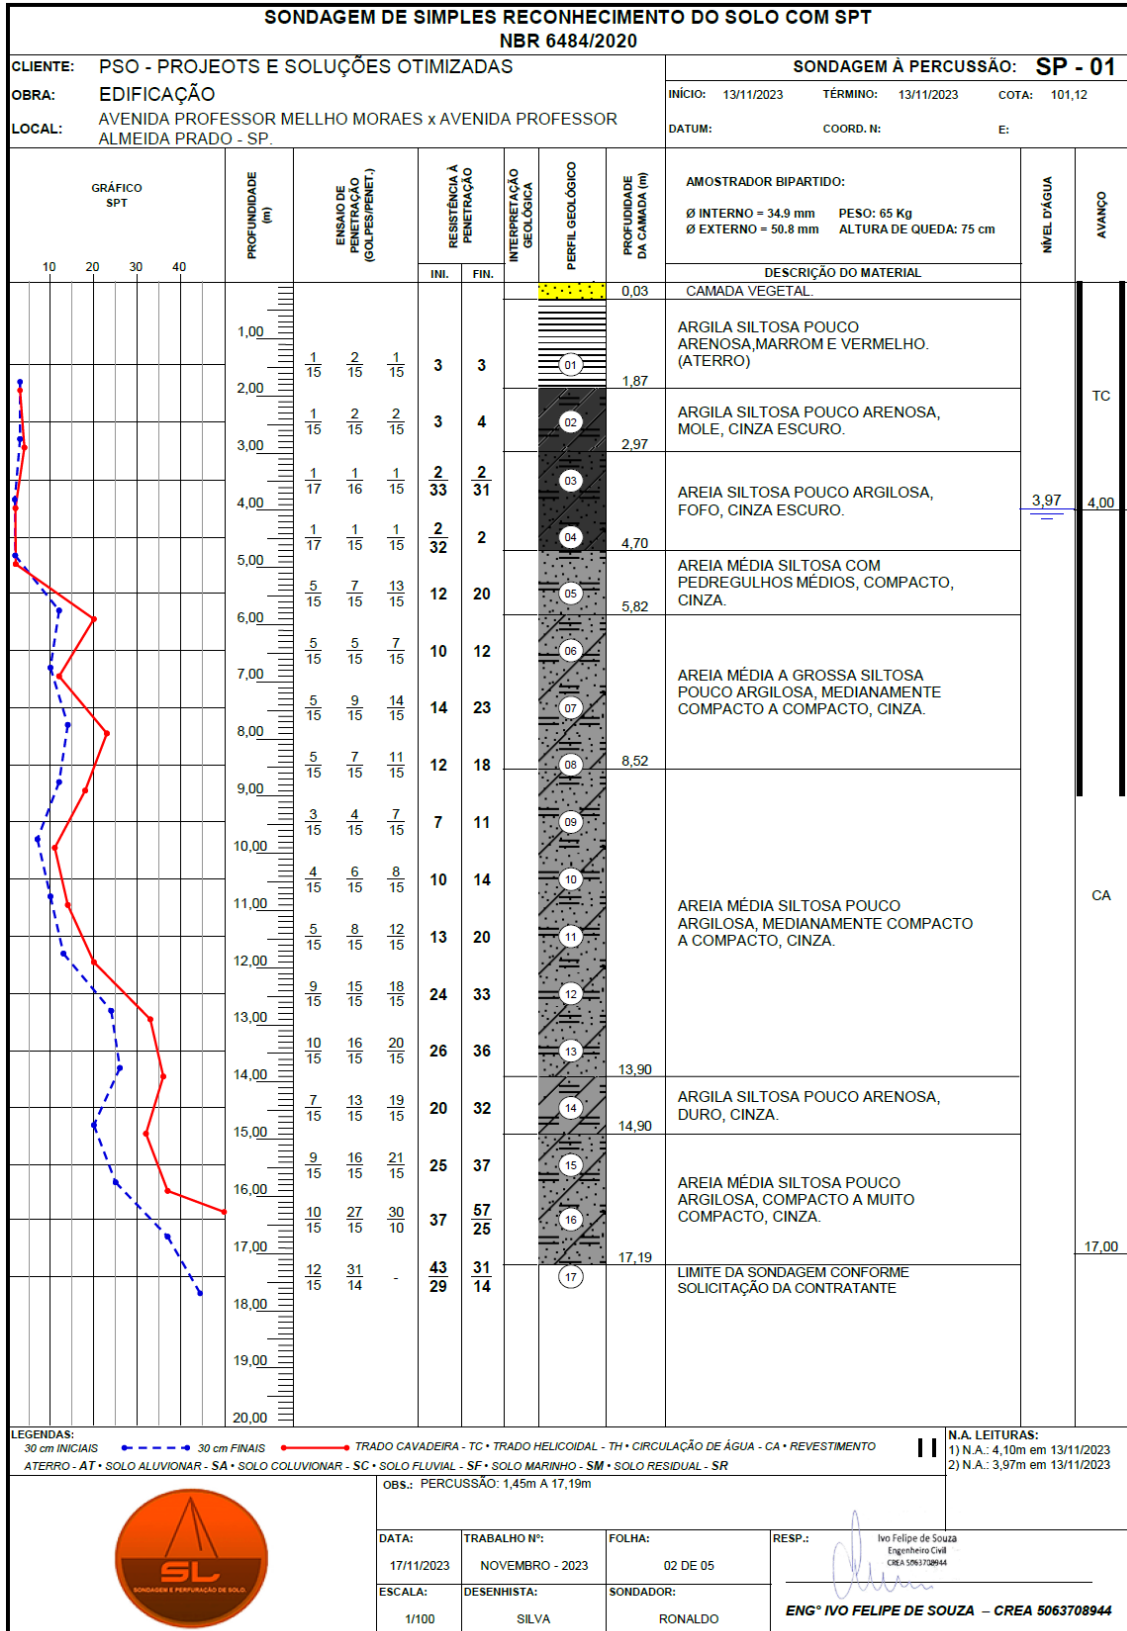 SONDAGEM DE SIMPLES RECONHECIMENTO DO SOLO COM SPT
NBR 6484/2020
CLIENTE: PSO - PROJEOTS E SOLUÇÕES OTIMIZADAS
OBRA: EDIFICAÇÃO
LOCAL: AVENIDA PROFESSOR MELLHO MORAES x AVENIDA PROFESSOR
ALMEIDA PRADO - SP.
SONDAGEM À PERCUSSÃO: SP - 01
INÍCIO: 13/11/2023 TÉRMINO: 13/11/2023 COTA: 101,12
DATUM: COORD. N: E:
GRÁFICO
SPT
10 20 30 40
PROFUNDIDADE
(m)
ENSAIO DE
PENETRAÇÃO
(GOLPES/PENET.)
RESISTÊNCIA À
PENETRAÇÃO
INI. FIN.
INTERPRETAÇÃO
GEOLÓGICA
PERFIL GEOLÓGICO
PROFUDIDADE
DA CAMADA (m)
AMOSTRADOR BIPARTIDO:
Ø INTERNO = 34.9 mm PESO: 65 Kg
Ø EXTERNO = 50.8 mm ALTURA DE QUEDA: 75 cm
DESCRIÇÃO DO MATERIAL
NÍVEL D'ÁGUA
AVANÇO
0,03 CAMADA VEGETAL.
1,00
ARGILA SILTOSA POUCO
ARENOSA,MARROM E VERMELHO.
(ATERRO)
1/15 2/15 1/15 3 3 01
1,87
2,00
TC
ARGILA SILTOSA POUCO ARENOSA,
MOLE, CINZA ESCURO.
1/15 2/15 2/15 3 4 02
2,97
3,00
1/17 1/16 1/15 2/33 2/31 03
AREIA SILTOSA POUCO ARGILOSA,
FOFO, CINZA ESCURO.
3,97 4,00
4,00
1/17 1/15 1/15 2/32 2 04
4,70
5,00
AREIA MÉDIA SILTOSA COM
PEDREGULHOS MÉDIOS, COMPACTO,
CINZA.
5/15 7/15 13/15 12 20 05
5,82
6,00
5/15 5/15 7/15 10 12 06
7,00
AREIA MÉDIA A GROSSA SILTOSA
POUCO ARGILOSA, MEDIANAMENTE
COMPACTO A COMPACTO, CINZA.
5/15 9/15 14/15 14 23 07
8,00
5/15 7/15 11/15 12 18 08
8,52
9,00
3/15 4/15 7/15 7 11 09
10,00
4/15 6/15 8/15 10 14 10
CA
11,00
AREIA MÉDIA SILTOSA POUCO
ARGILOSA, MEDIANAMENTE COMPACTO
A COMPACTO, CINZA.
5/15 8/15 12/15 13 20 11
12,00
9/15 15/15 18/15 24 33 12
13,00
10/15 16/15 20/15 26 36 13
13,90
14,00
ARGILA SILTOSA POUCO ARENOSA,
DURO, CINZA.
7/15 13/15 19/15 20 32 14
14,90
15,00
9/15 16/15 21/15 25 37 15
16,00
AREIA MÉDIA SILTOSA POUCO
ARGILOSA, COMPACTO A MUITO
COMPACTO, CINZA.
10/15 27/15 30/10 37 57/25 16
17,00
17,00
17,19
12/15 31/14 - 43/29 31/14 17
LIMITE DA SONDAGEM CONFORME
SOLICITAÇÃO DA CONTRATANTE
18,00
19,00
20,00
LEGENDAS:
30 cm INICIAIS 30 cm FINAIS TRADO CAVADEIRA - TC • TRADO HELICOIDAL - TH • CIRCULAÇÃO DE ÁGUA - CA • REVESTIMENTO
ATERRO - AT • SOLO ALUVIONAR - SA • SOLO COLUVIONAR - SC • SOLO FLUVIAL - SF • SOLO MARINHO - SM • SOLO RESIDUAL - SR
N.A. LEITURAS:
1) N.A.: 4,10m em 13/11/2023
2) N.A.: 3,97m em 13/11/2023
SL
SONDAGEM E PERFURAÇÃO DE SOLO.
OBS.: PERCUSSÃO: 1,45m A 17,19m
DATA: 17/11/2023
TRABALHO Nº: NOVEMBRO - 2023
FOLHA: 02 DE 05
RESP.:
Ivo Felipe de Souza
Engenheiro Civil
CREA 5063708944
ESCALA: 1/100
DESENHISTA: SILVA
SONDADOR: RONALDO
ENG° IVO FELIPE DE SOUZA – CREA 5063708944